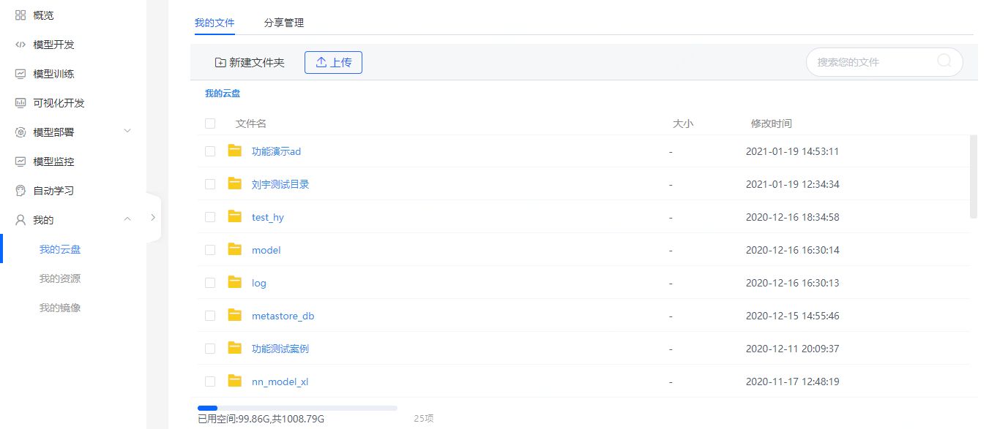 概览
模型开发
模型训练
可视化开发
模型部署
模型监控
自动学习
我的
我的云盘
我的资源
我的镜像
我的文件 分享管理
新建文件夹 上传 搜索您的文件
我的云盘
文件名 大小 修改时间
功能演示ad - 2021-01-19 14:53:11
刘宇测试目录 - 2021-01-19 12:34:34
test_hy - 2020-12-16 18:34:58
model - 2020-12-16 16:30:14
log - 2020-12-16 16:30:13
metastore_db - 2020-12-15 14:55:46
功能测试案例 - 2020-12-11 20:09:37
nn_model_xl - 2020-11-17 12:48:19
已用空间:99.86G,共1008.79G 25项